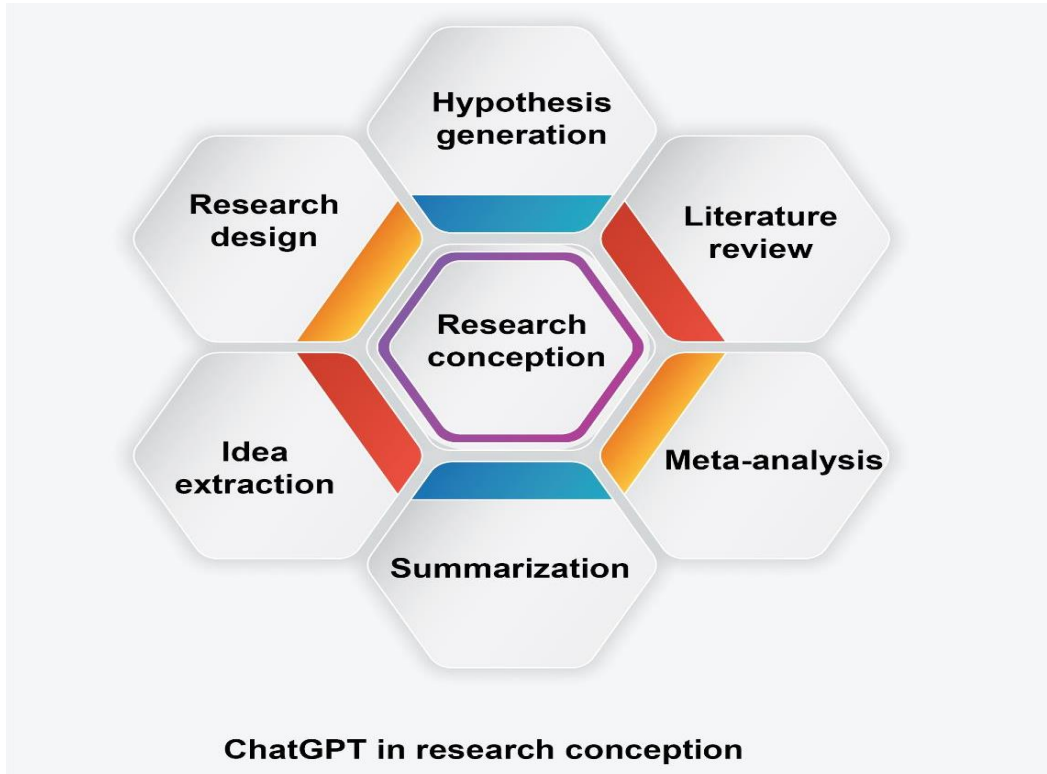 Hypothesis
generation
Research
design
Literature
review
Research
conception
Idea
extraction
Meta-analysis
Summarization
ChatGPT in research conception